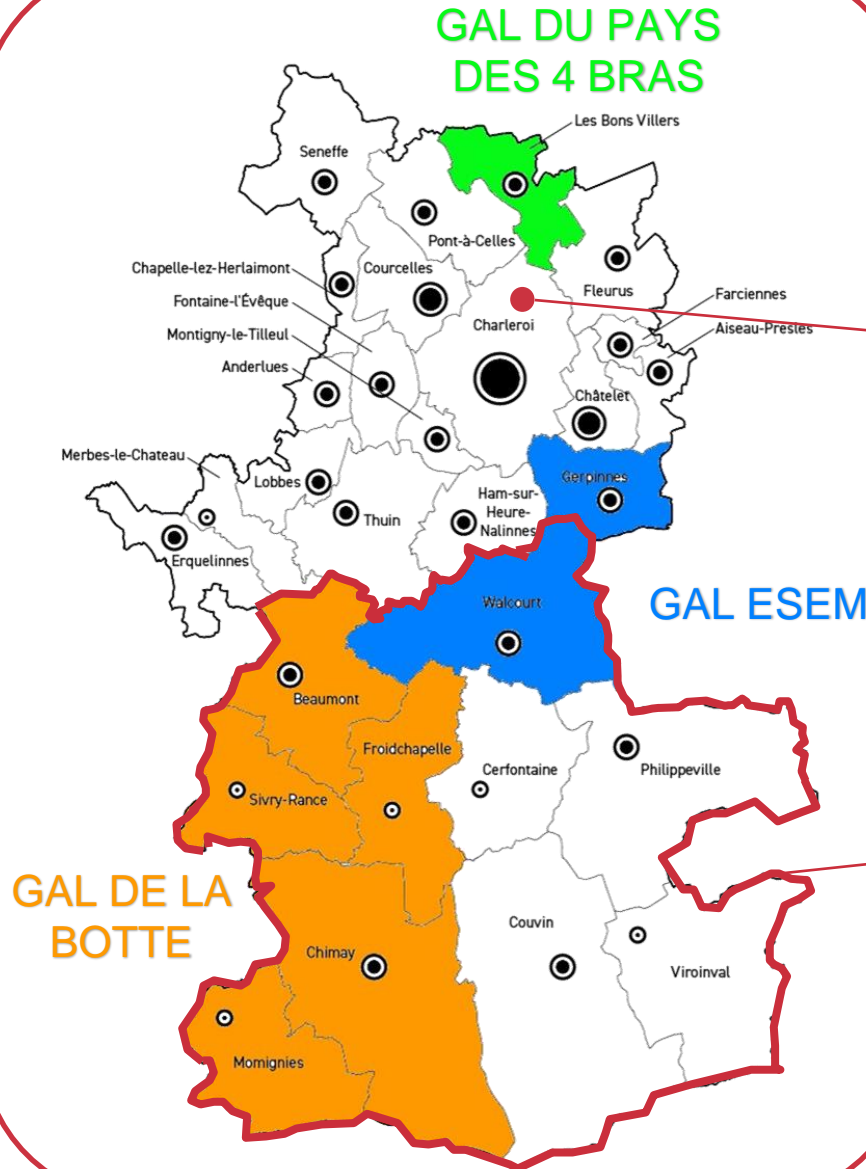 GAL DU PAYS
DES 4 BRAS
Les Bons Villers
Seneffe
Pont-à-Celles
Chapelle-lez-Herlaimont
Courcelles
Fleurus
Farciennes
Fontaine-l'Évêque
Charleroi
Aiseau-Presles
Montigny-le-Tilleul
Anderlues
Châtelet
Merbes-le-Chateau
Lobbes
Gerpinnes
Ham-sur-
Heure-
Nalinnes
Thuin
Erquelinnes
Walcourt
GAL ESEM
Beaumont
Froidchapelle
Cerfontaine
Philippeville
Sivry-Rance
GAL DE LA
BOTTE
Couvin
Chimay
Viroinval
Momignies